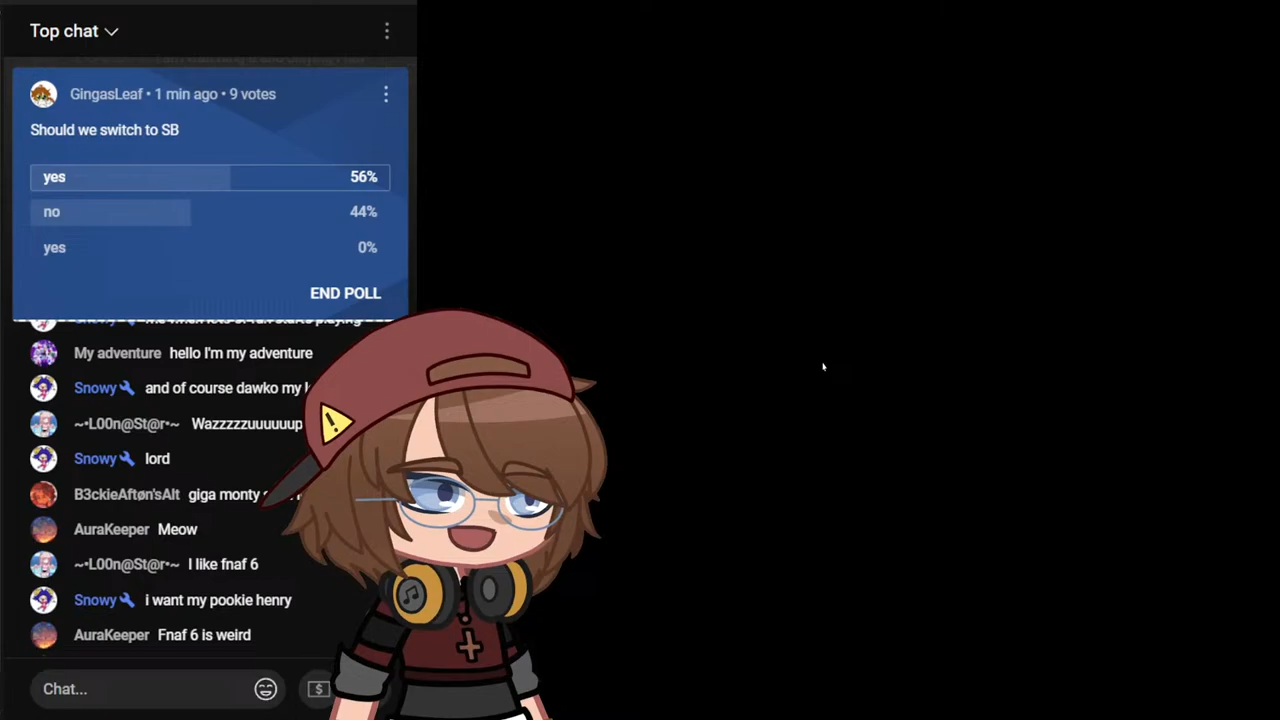 Top chat
GingasLeaf • 1 min ago • 9 votes
Should we switch to SB
yes 56%
no 44%
yes 0%
END POLL
Snowy
My adventure hello I'm my adventure
Snowy and of course dawko my
~•L00n@St@r•~ Wazzzzzuuuuuup
Snowy lord
B3ckieAftøn'sAlt giga monty
AuraKeeper Meow
~•L00n@St@r•~ I like fnaf 6
Snowy i want my pookie henry
AuraKeeper Fnaf 6 is weird
Chat...
$